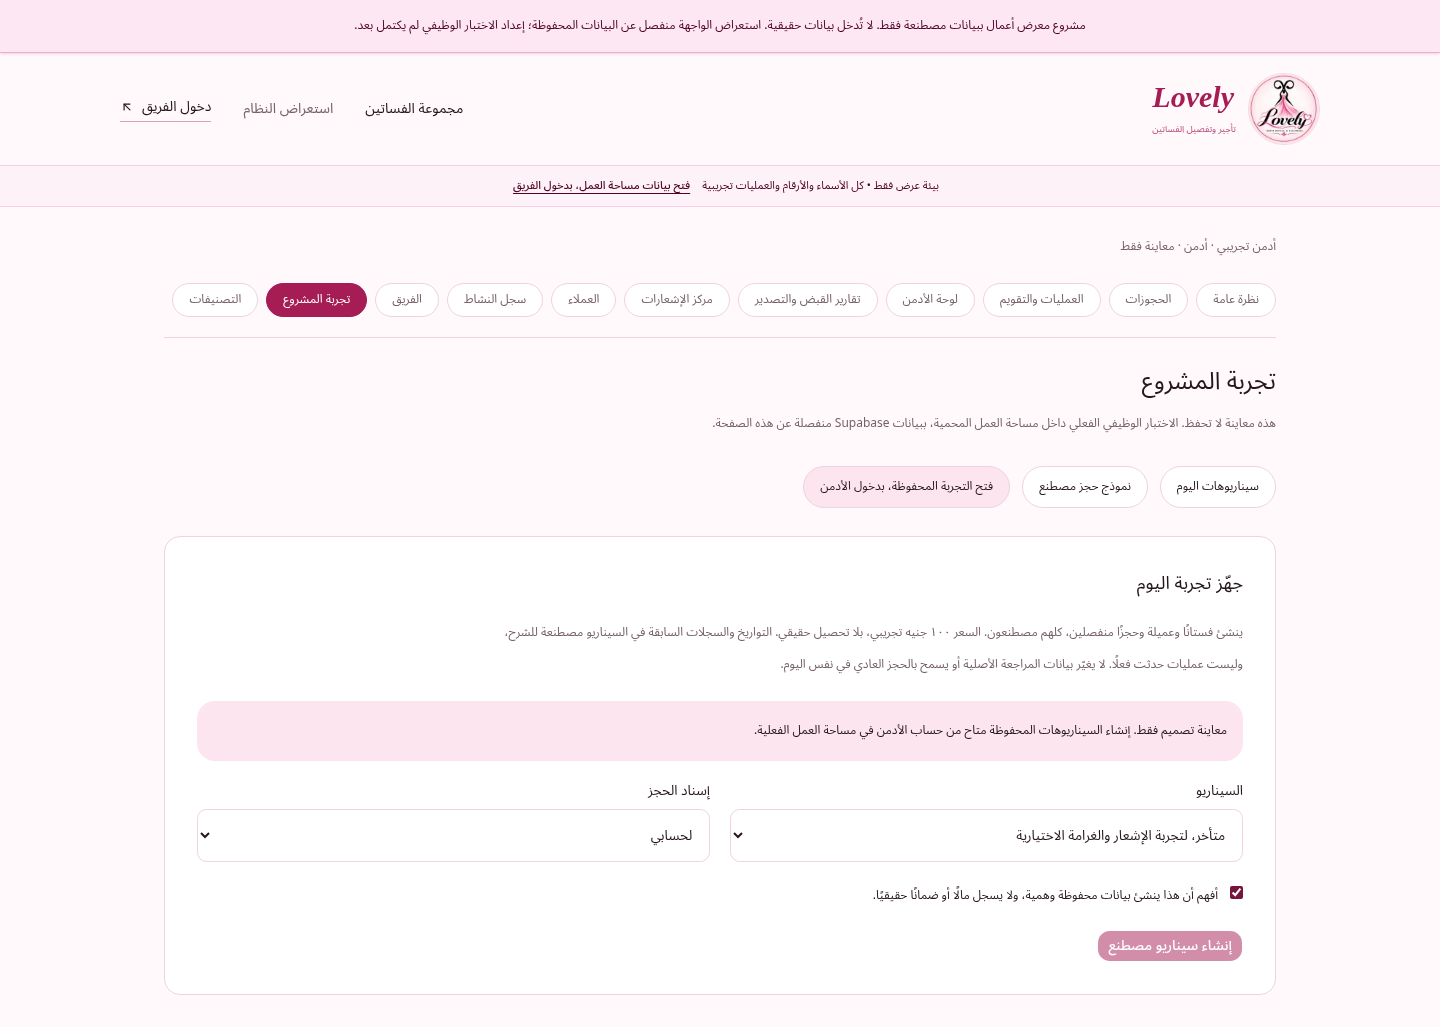 مشروع معرض أعمال ببيانات مصطنعة فقط. لا تُدخل بيانات حقيقية. استعراض الواجهة منفصل عن البيانات المحفوظة؛ إعداد الاختبار الوظيفي لم يكتمل بعد.
Lovely
Lovely
تأجير وتفصيل الفساتين
مجموعة الفساتين
استعراض النظام
دخول الفريق
بيئة عرض فقط • كل الأسماء والأرقام والعمليات تجريبية
فتح بيانات مساحة العمل، بدخول الفريق
أدمن تجريبي · أدمن · معاينة فقط
نظرة عامة
الحجوزات
العمليات والتقويم
لوحة الأدمن
تقارير القبض والتصدير
مركز الإشعارات
العملاء
سجل النشاط
الفريق
تجربة المشروع
التصنيفات
تجربة المشروع
هذه معاينة لا تحفظ. الاختبار الوظيفي الفعلي داخل مساحة العمل المحمية، ببيانات Supabase منفصلة عن هذه الصفحة.
سيناريوهات اليوم
نموذج حجز مصطنع
فتح التجربة المحفوظة، بدخول الأدمن
جهّز تجربة اليوم
ينشئ فستانًا وعميلة وحجزًا منفصلين، كلهم مصطنعون. السعر ١٠٠ جنيه تجريبي، بلا تحصيل حقيقي. التواريخ والسجلات السابقة في السيناريو مصطنعة للشرح،
وليست عمليات حدثت فعلًا. لا يغيّر بيانات المراجعة الأصلية أو يسمح بالحجز العادي في نفس اليوم.
معاينة تصميم فقط. إنشاء السيناريوهات المحفوظة متاح من حساب الأدمن في مساحة العمل الفعلية.
السيناريو
متأخر، لتجربة الإشعار والغرامة الاختيارية
إسناد الحجز
لحسابي
أفهم أن هذا ينشئ بيانات محفوظة وهمية، ولا يسجل مالًا أو ضمانًا حقيقيًا.
إنشاء سيناريو مصطنع